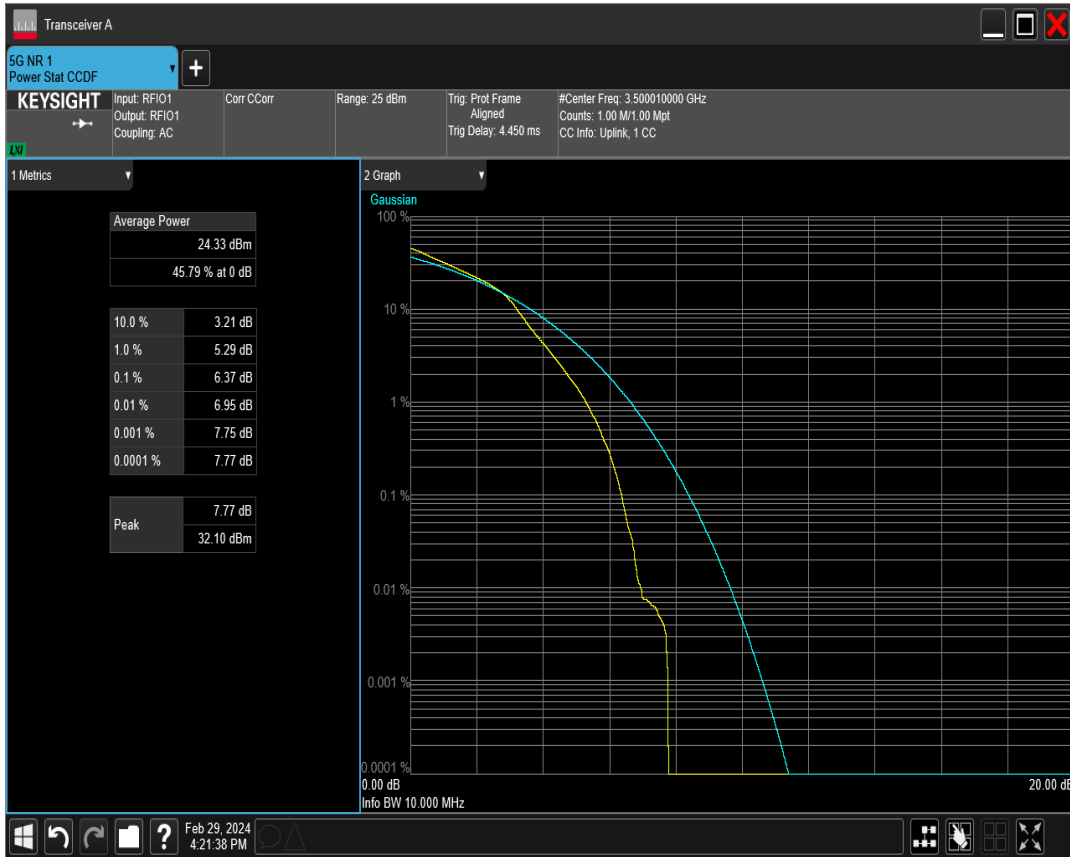 Transceiver A
5G NR 1
Power Stat CCDF
KEYSIGHT
LXI
Input: RFIO1
Output: RFIO1
Coupling: AC
Corr CCorr
Range: 25 dBm
Trig: Prot Frame
Aligned
Trig Delay: 4.450 ms
#Center Freq: 3.500010000 GHz
Counts: 1.00 M/1.00 Mpt
CC Info: Uplink, 1 CC
1 Metrics
Average Power
24.33 dBm
45.79 % at 0 dB
10.0 % 3.21 dB
1.0 % 5.29 dB
0.1 % 6.37 dB
0.01 % 6.95 dB
0.001 % 7.75 dB
0.0001 % 7.77 dB
Peak
7.77 dB
32.10 dBm
2 Graph
Gaussian
100 %
10 %
1 %
0.1 %
0.01 %
0.001 %
0.0001 %
0.00 dB 20.00 dB
Info BW 10.000 MHz
Feb 29, 2024
4:21:38 PM